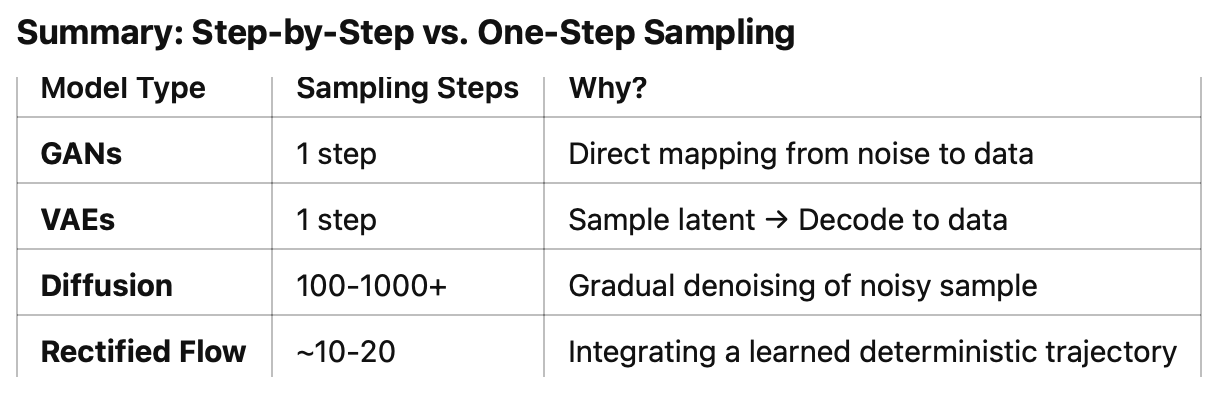 Summary: Step-by-Step vs. One-Step Sampling
Model Type Sampling Steps Why?
GANs 1 step Direct mapping from noise to data
VAEs 1 step Sample latent → Decode to data
Diffusion 100-1000+ Gradual denoising of noisy sample
Rectified Flow ~10-20 Integrating a learned deterministic trajectory